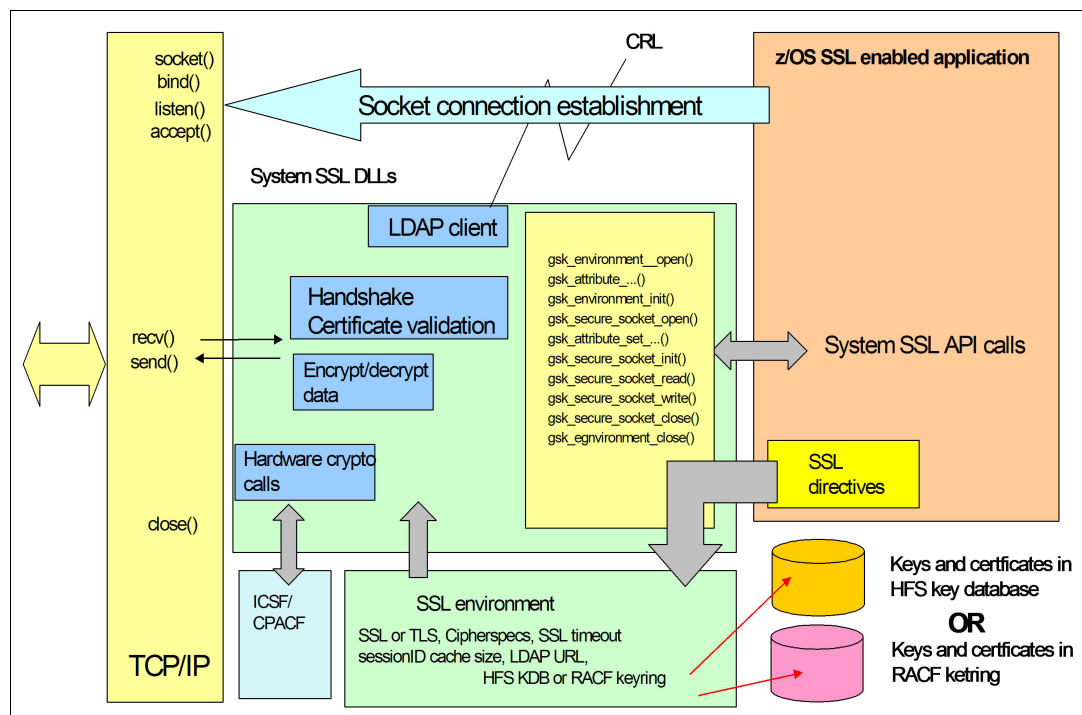 socket()
bind()
listen()
accept()
CRL
z/OS SSL enabled application
Socket connection establishment
System SSL DLLs
LDAP client
Handshake
Certificate validation
Encrypt/decrypt
data
recv()
send()
gsk_environment__open()
gsk_attribute_...()
gsk_environment_init()
gsk_secure_socket_open()
gsk_attribute_set_...()
gsk_secure_socket_init()
gsk_secure_socket_read()
gsk_secure_socket_write()
gsk_secure_socket_close()
gsk_egnvironment_close()
System SSL API calls
Hardware crypto
calls
SSL
directives
close()
ICSF/
CPACF
SSL environment
SSL or TLS, Cipherspecs, SSL timeout
sessionID cache size, LDAP URL,
HFS KDB or RACF keyring
Keys and certficates in
HFS key database
OR
Keys and certficates in
RACF ketring
TCP/IP